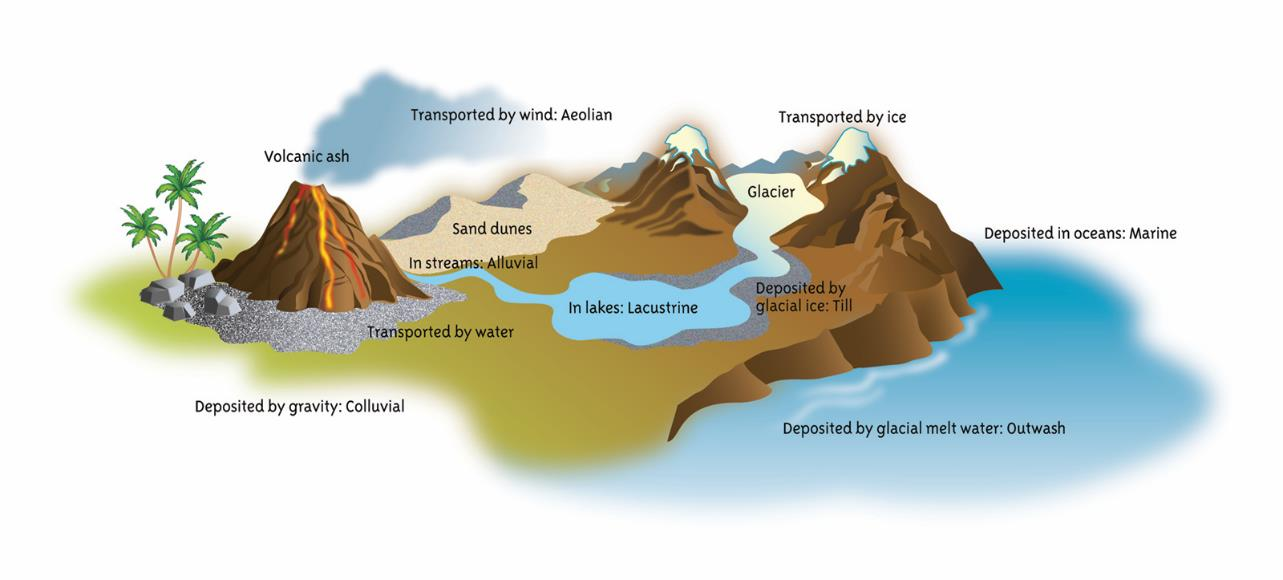 Transported by wind: Aeolian
Transported by ice
Volcanic ash
Glacier
Sand dunes
Deposited in oceans: Marine
In streams: Alluvial
Deposited by
glacial ice: Till
In lakes: Lacustrine
Transported by water
Deposited by gravity: Colluvial
Deposited by glacial melt water: Outwash